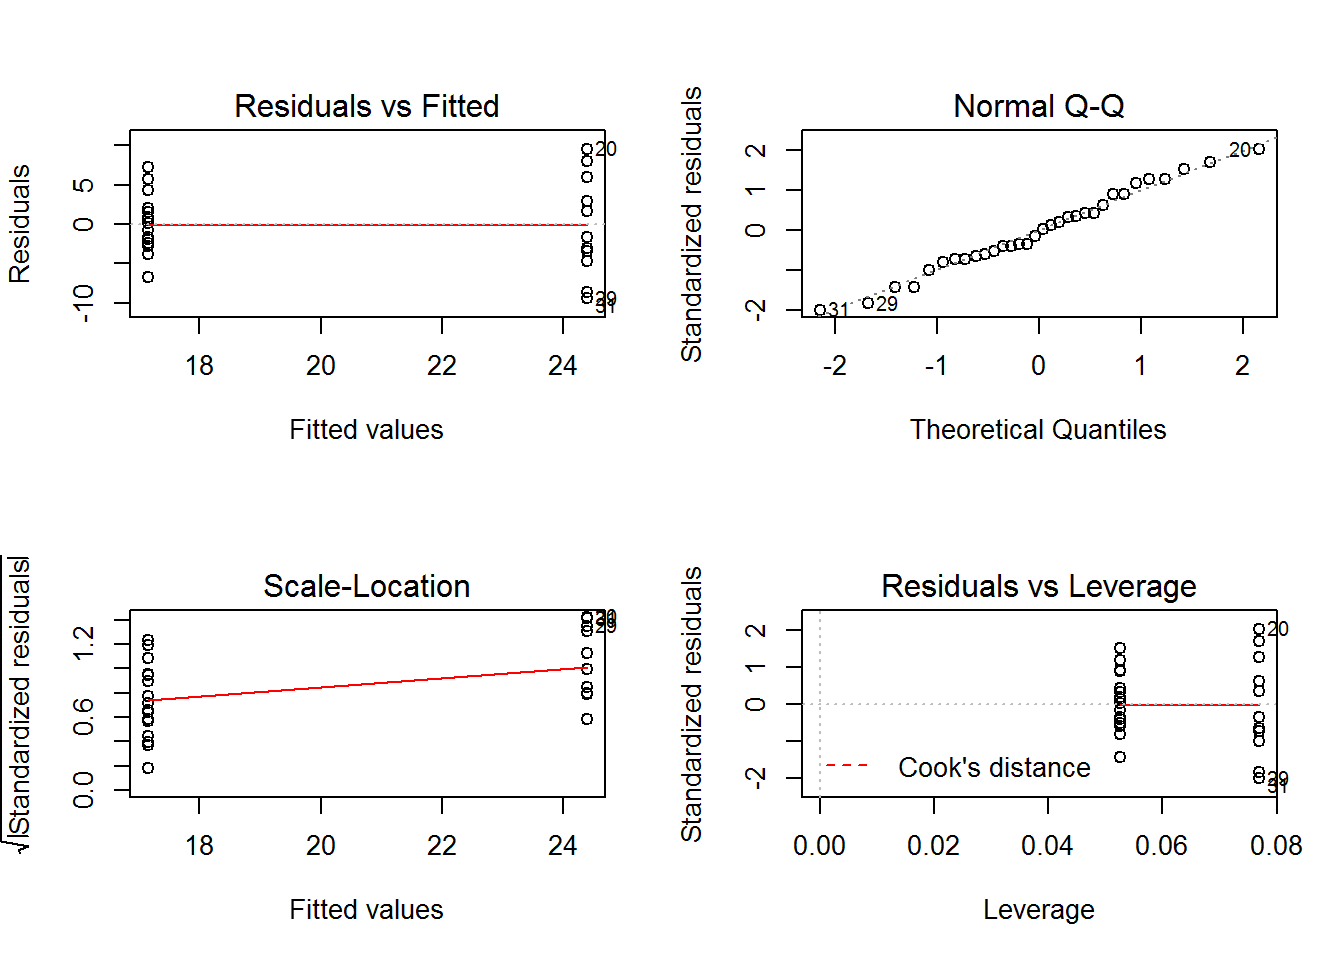 Residuals vs Fitted
Residuals
5
0
-10
20
29
31
18 20 22 24
Fitted values
Normal Q-Q
Standardized residuals
2
1
0
-2
20
31
29
-2 -1 0 1 2
Theoretical Quantiles
Scale-Location
√|Standardized residuals|
1.2
0.6
0.0
20
31
29
18 20 22 24
Fitted values
Residuals vs Leverage
Standardized residuals
2
1
0
-2
20
29
31
Cook's distance
0.00 0.02 0.04 0.06 0.08
Leverage